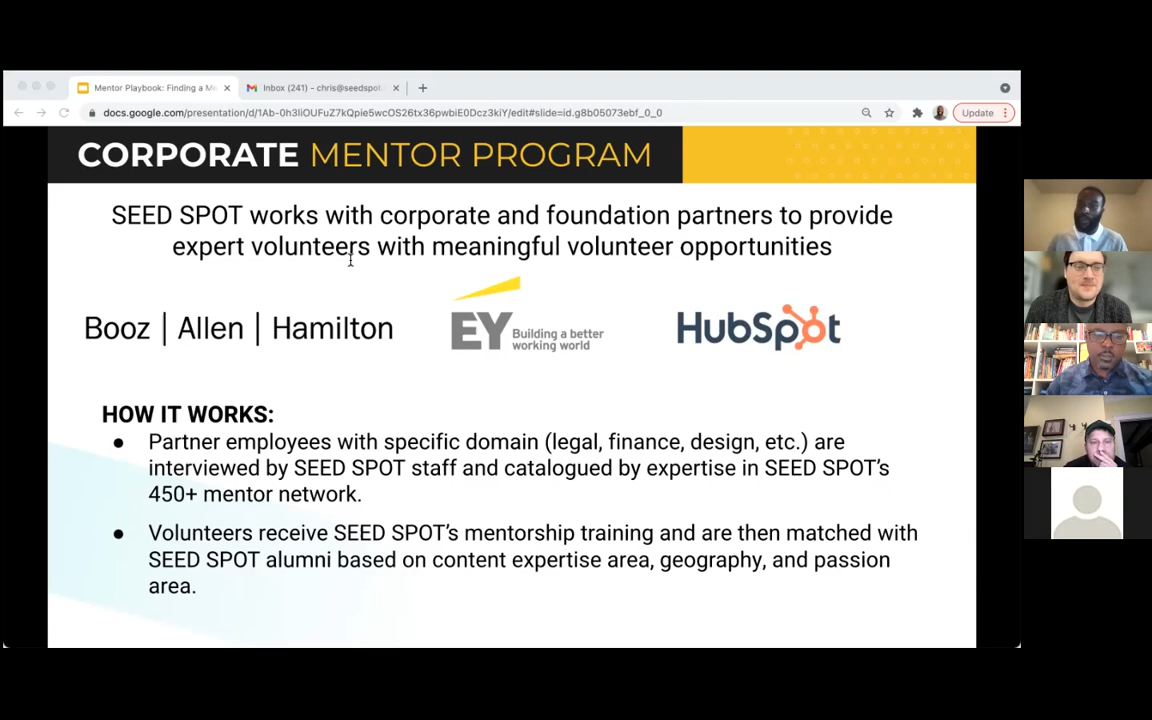 Mentor Playbook: Finding a Me
Inbox (241) - chris@seedspot.
docs.google.com/presentation/d/1Ab-0h3liOUFuZ7kQpie5wcOS26tx36pwbiE0Dcz3kiY/edit#slide=id.g8b05073ebf_0_0
Update
CORPORATE MENTOR PROGRAM
SEED SPOT works with corporate and foundation partners to provide
expert volunteers with meaningful volunteer opportunities
Booz | Allen | Hamilton
EY Building a better
working world
HubSpot
HOW IT WORKS:
● Partner employees with specific domain (legal, finance, design, etc.) are
interviewed by SEED SPOT staff and catalogued by expertise in SEED SPOT's
450+ mentor network.
● Volunteers receive SEED SPOT's mentorship training and are then matched with
SEED SPOT alumni based on content expertise area, geography, and passion
area.